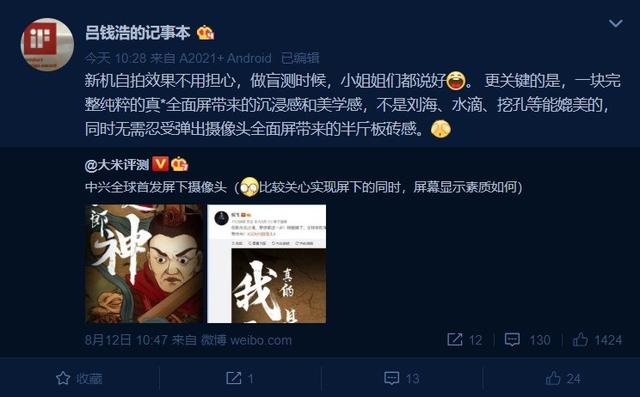 吕钱浩的记事本
今天 10:28 来自 A2021+ Android 已编辑
新机自拍效果不用担心，做盲测时候，小姐姐们都说好。 更关键的是，一块完
整纯粹的真*全面屏带来的沉浸感和美学感，不是刘海、水滴、挖孔等能媲美的，
同时无需忍受弹出摄像头全面屏带来的半斤板砖感。
@大米评测
中兴全球首发屏下摄像头（比较关心实现屏下的同时，屏幕显示素质如何)
郎
神
真的
我
8月12日 10:47 来自 微博 weibo.com
12
130
1424
收藏
1
13
24